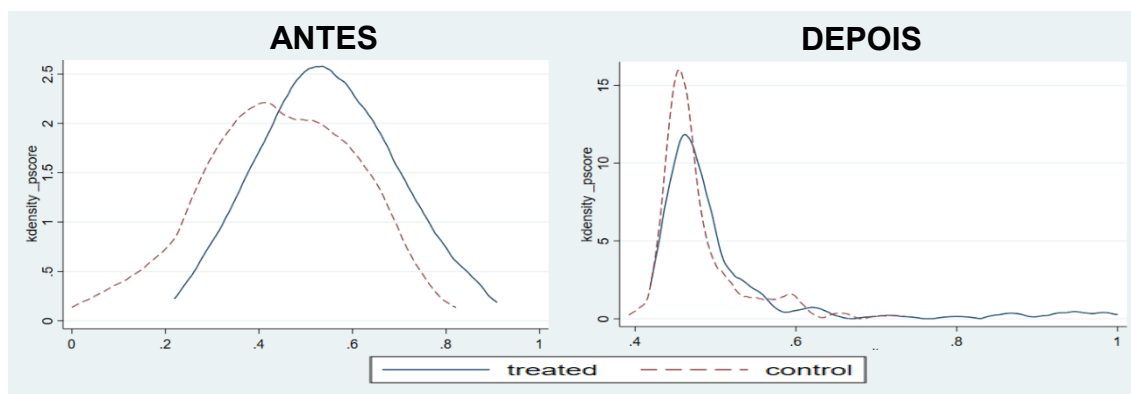 ANTES
kdensity _pscore
2.5
2
1.5
1
.5
0
0 .2 .4 .6 .8 1
DEPOIS
kdensity _pscore
15
10
5
0
.4 .6 .8 1
treated control